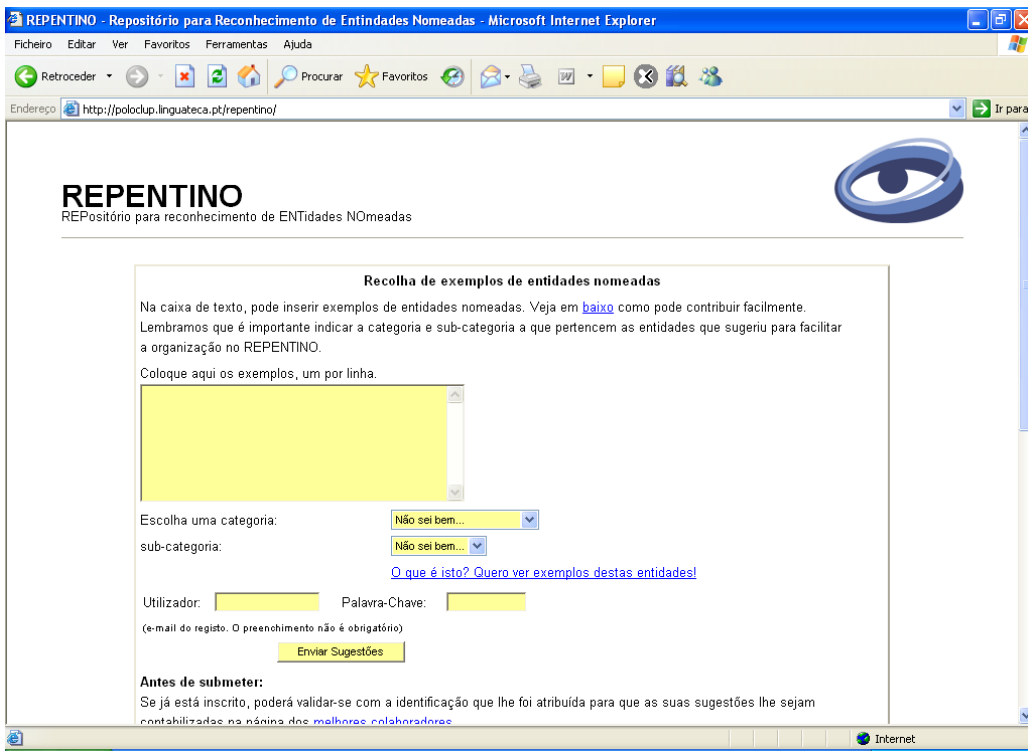 REPENTINO - Repositório para Reconhecimento de Entindades Nomeadas - Microsoft Internet Explorer
Ficheiro Editar Ver Favoritos Ferramentas Ajuda
Retroceder Procurar Favoritos
Endereço http://poloclup.linguateca.pt/repentino/ Ir para
REPENTINO
REPositório para reconhecimento de ENTidades NOmeadas
Recolha de exemplos de entidades nomeadas
Na caixa de texto, pode inserir exemplos de entidades nomeadas. Veja em baixo como pode contribuir facilmente.
Lembramos que é importante indicar a categoria e sub-categoria a que pertencem as entidades que sugeriu para facilitar
a organização no REPENTINO.
Coloque aqui os exemplos, um por linha.
Escolha uma categoria: Não sei bem...
sub-categoria: Não sei bem...
O que é isto? Quero ver exemplos destas entidades!
Utilizador: Palavra-Chave:
(e-mail do registo. O preenchimento não é obrigatório)
Enviar Sugestões
Antes de submeter:
Se já está inscrito, poderá validar-se com a identificação que lhe foi atribuída para que as suas sugestões lhe sejam
contabilizadas na página dos melhores colaboradores
Internet